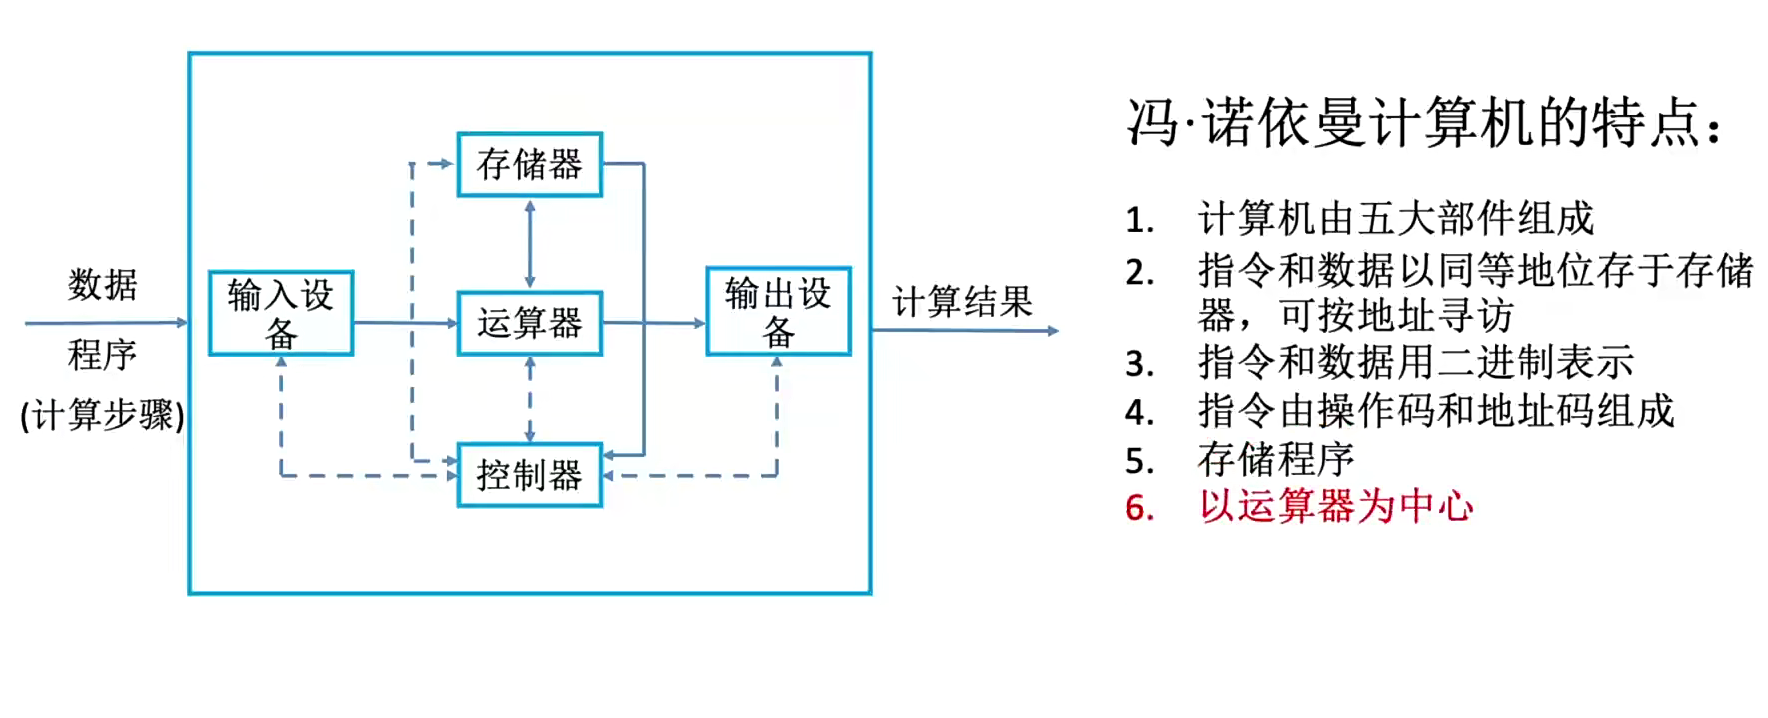 数据
程序
(计算步骤)
输入设
备
存储器
运算器
控制器
输出设
备
计算结果
冯·诺依曼计算机的特点：
1. 计算机由五大部件组成
2. 指令和数据以同等地位存于存储
器，可按地址寻访
3. 指令和数据用二进制表示
4. 指令由操作码和地址码组成
5. 存储程序
6. 以运算器为中心